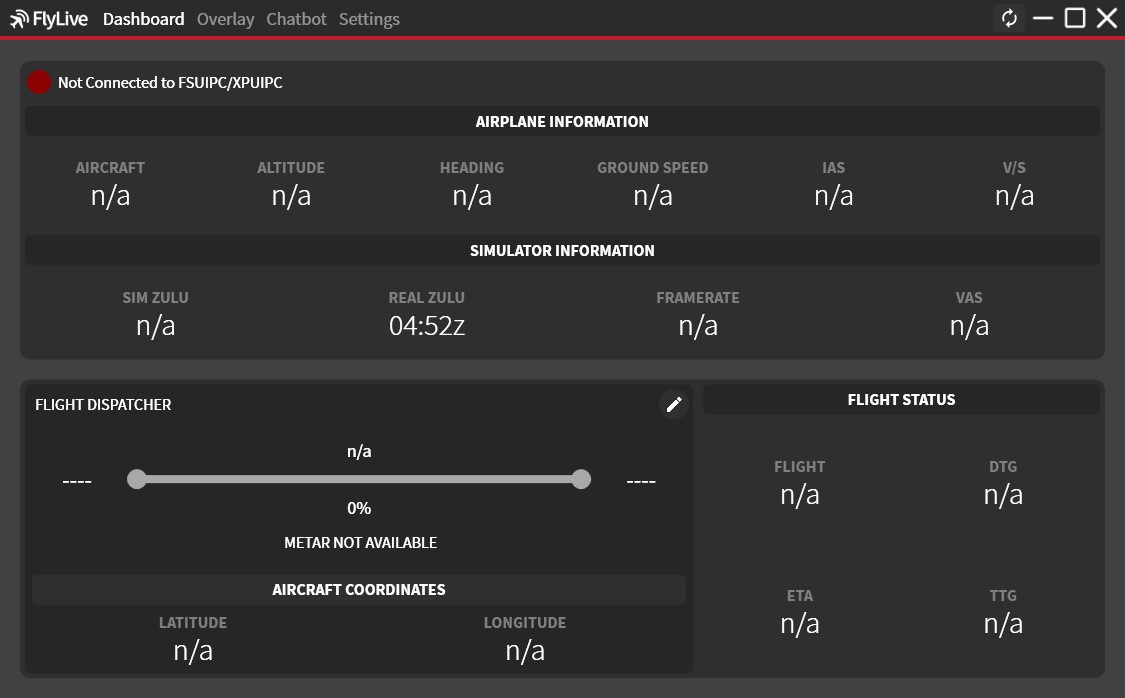 FlyLive Dashboard Overlay Chatbot Settings
Not Connected to FSUIPC/XPUIPC
AIRPLANE INFORMATION
AIRCRAFT ALTITUDE HEADING GROUND SPEED IAS V/S
n/a n/a n/a n/a n/a n/a
SIMULATOR INFORMATION
SIM ZULU REAL ZULU FRAMERATE VAS
n/a 04:52z n/a n/a
FLIGHT DISPATCHER
n/a
---- ----
0%
METAR NOT AVAILABLE
AIRCRAFT COORDINATES
LATITUDE LONGITUDE
n/a n/a
FLIGHT STATUS
FLIGHT DTG
n/a n/a
ETA TTG
n/a n/a